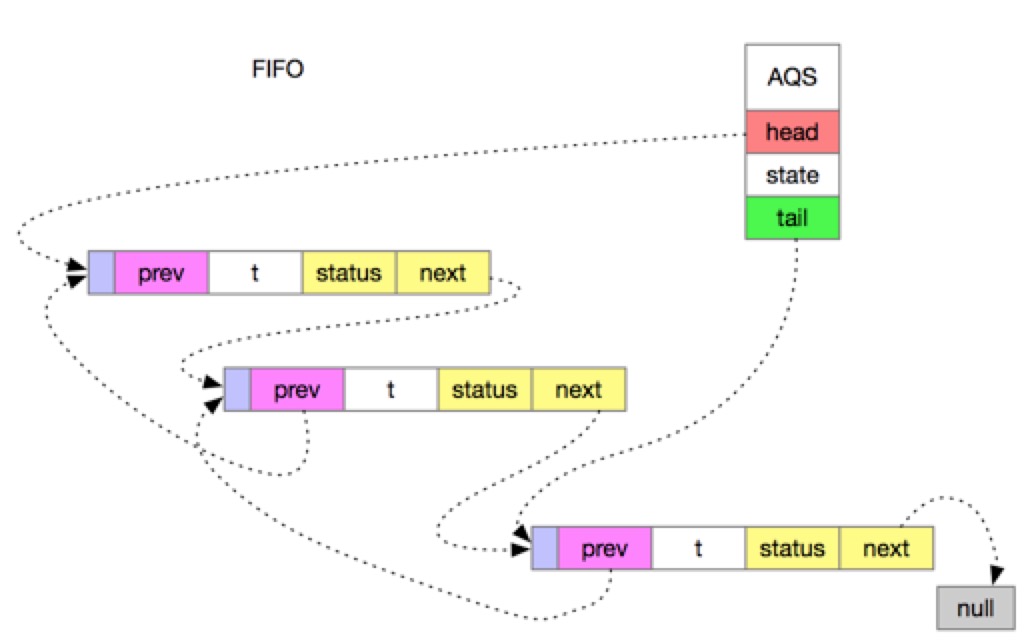 FIFO
AQS
head
state
tail
prev t status next
prev t status next
prev t status next
null